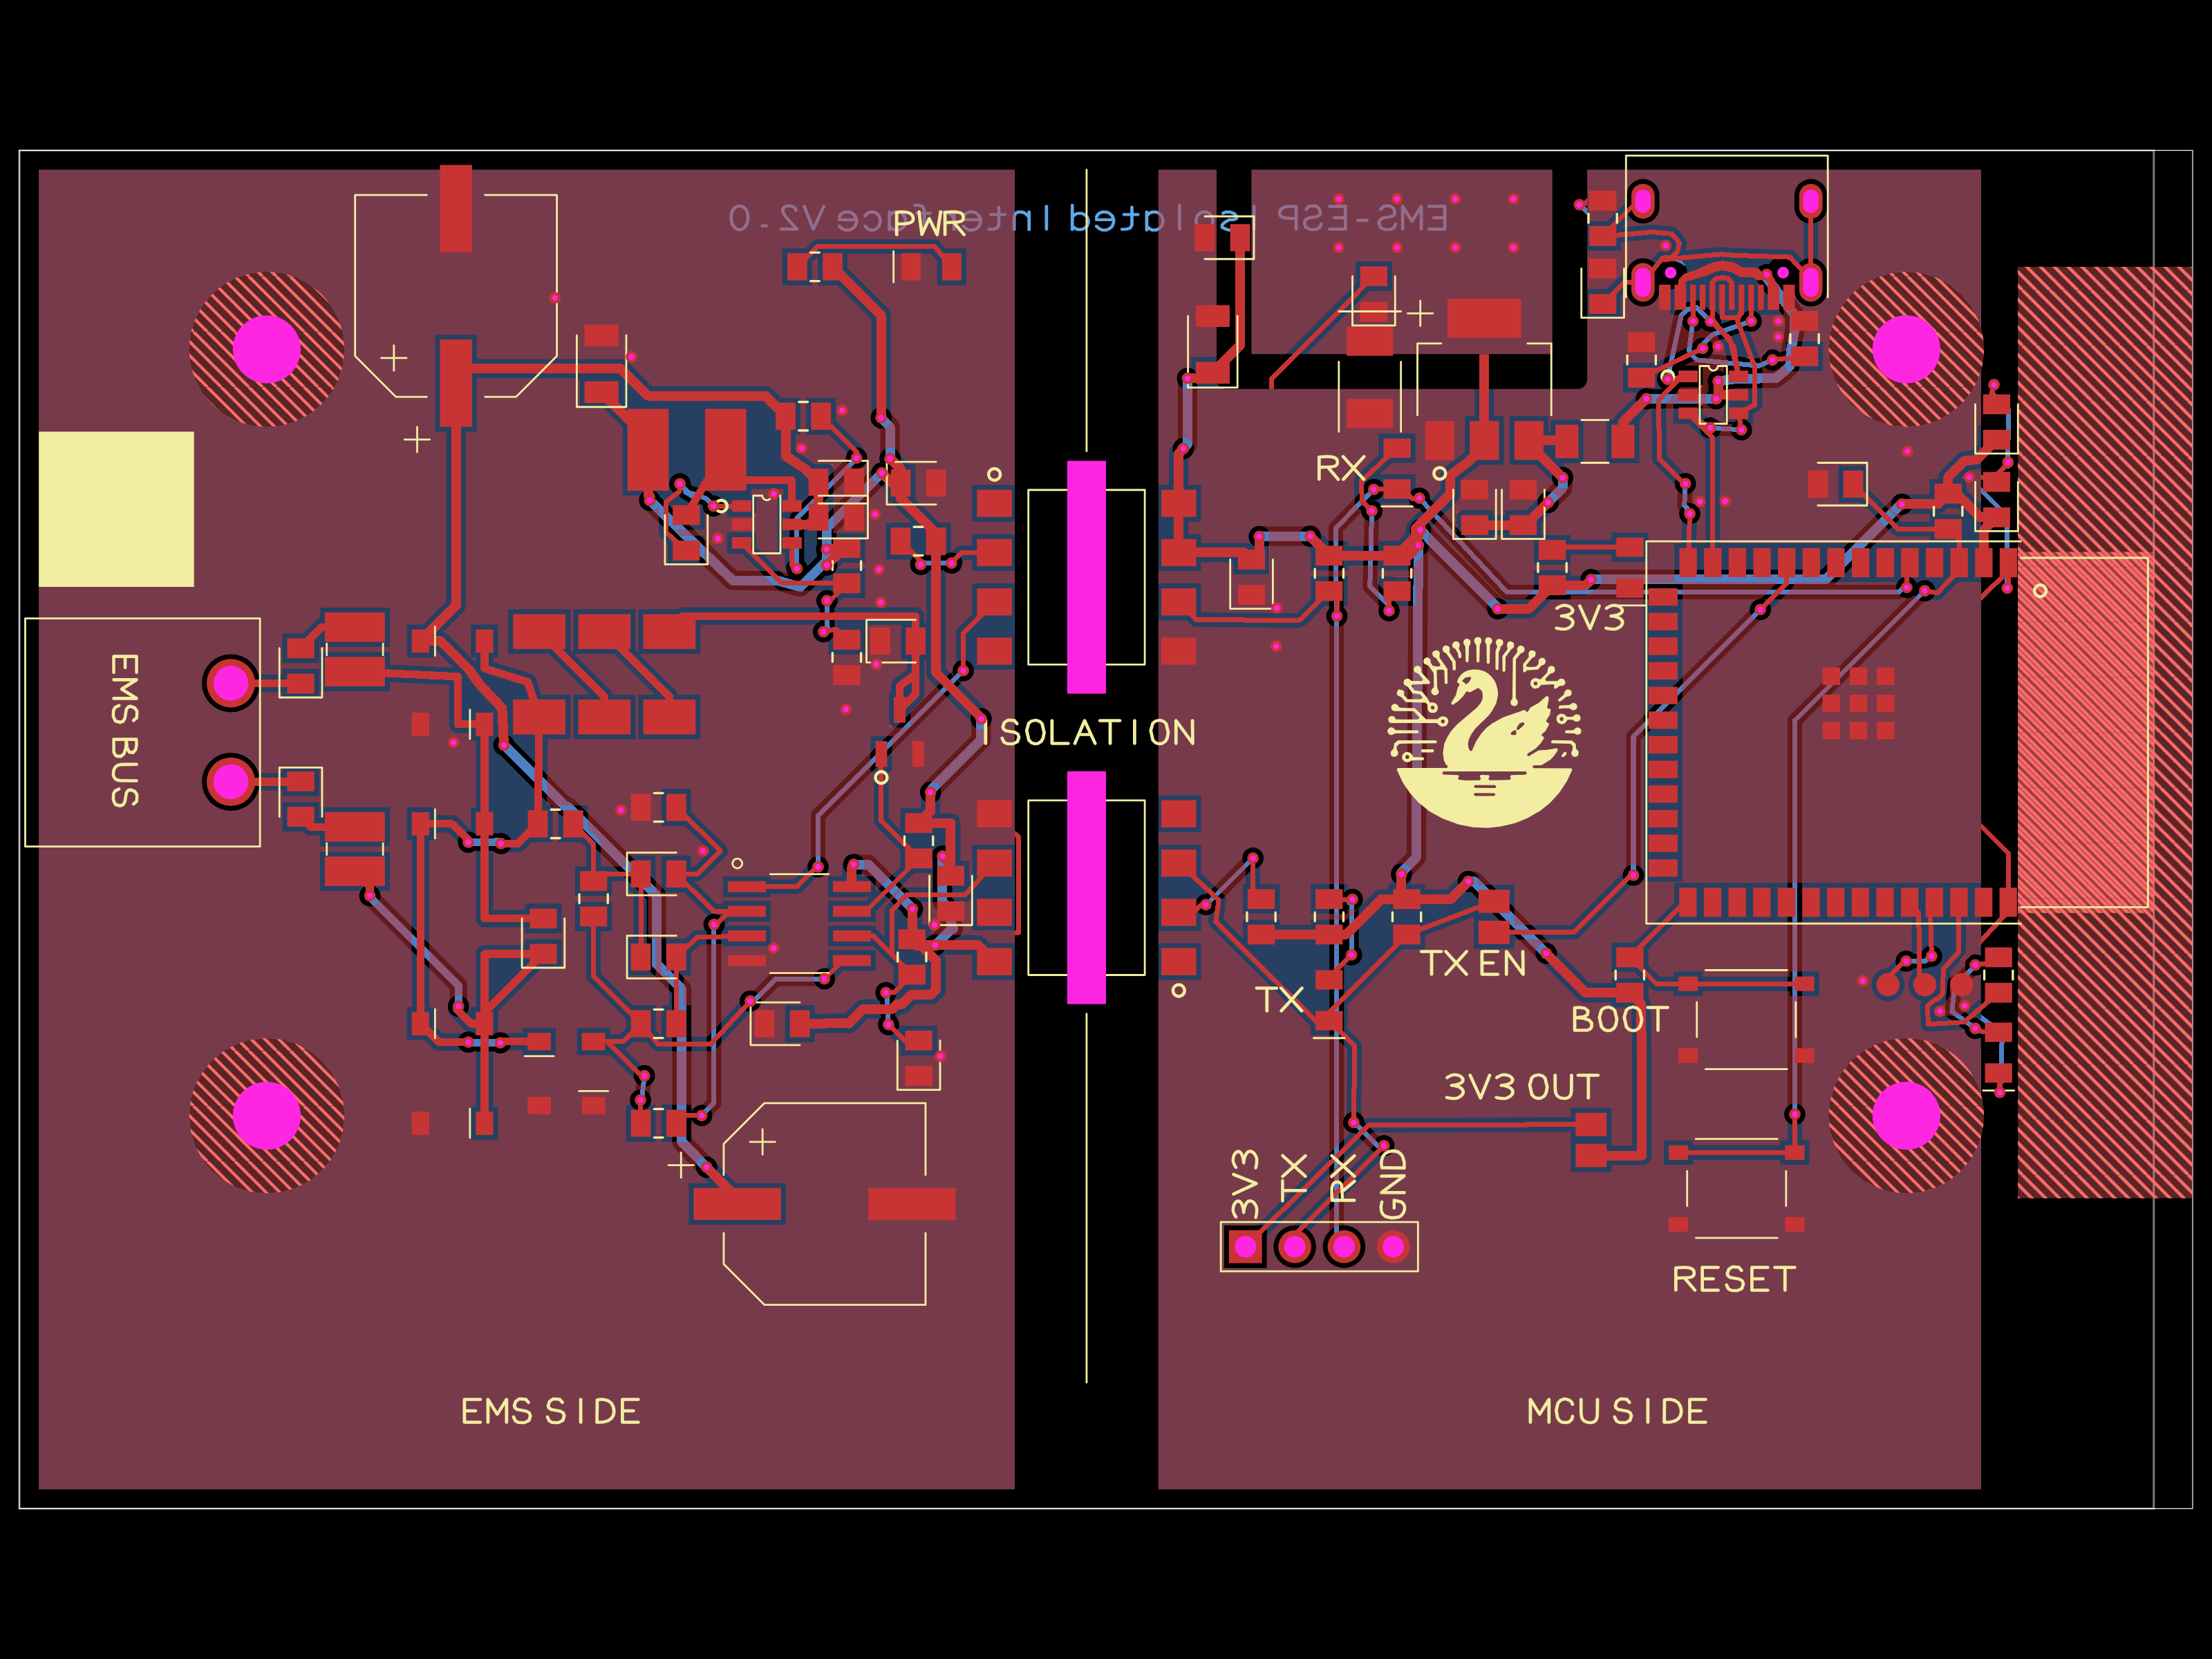 EMS-ESP Isolated Interface V2.0
PWR
RX
3V3
EMS BUS
ISOLATION
TX EN
TX
BOOT
3V3 OUT
3V3
TX
RX
GND
RESET
EMS SIDE
MCU SIDE